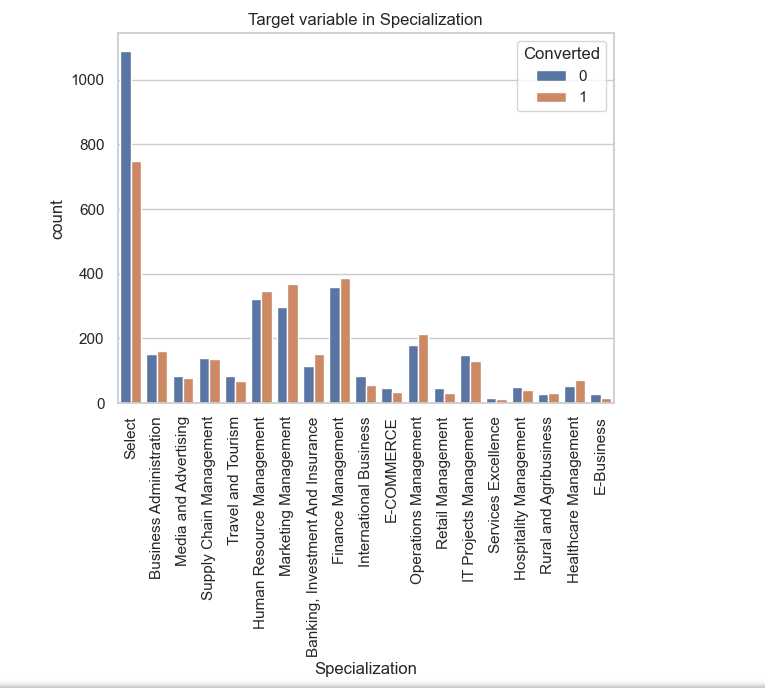 Target variable in Specialization
Converted
0
1
1000
800
600
400
200
0
count
Select
Business Administration
Media and Advertising
Supply Chain Management
Travel and Tourism
Human Resource Management
Marketing Management
Banking, Investment And Insurance
Finance Management
International Business
E-COMMERCE
Operations Management
Retail Management
IT Projects Management
Services Excellence
Hospitality Management
Rural and Agribusiness
Healthcare Management
E-Business
Specialization